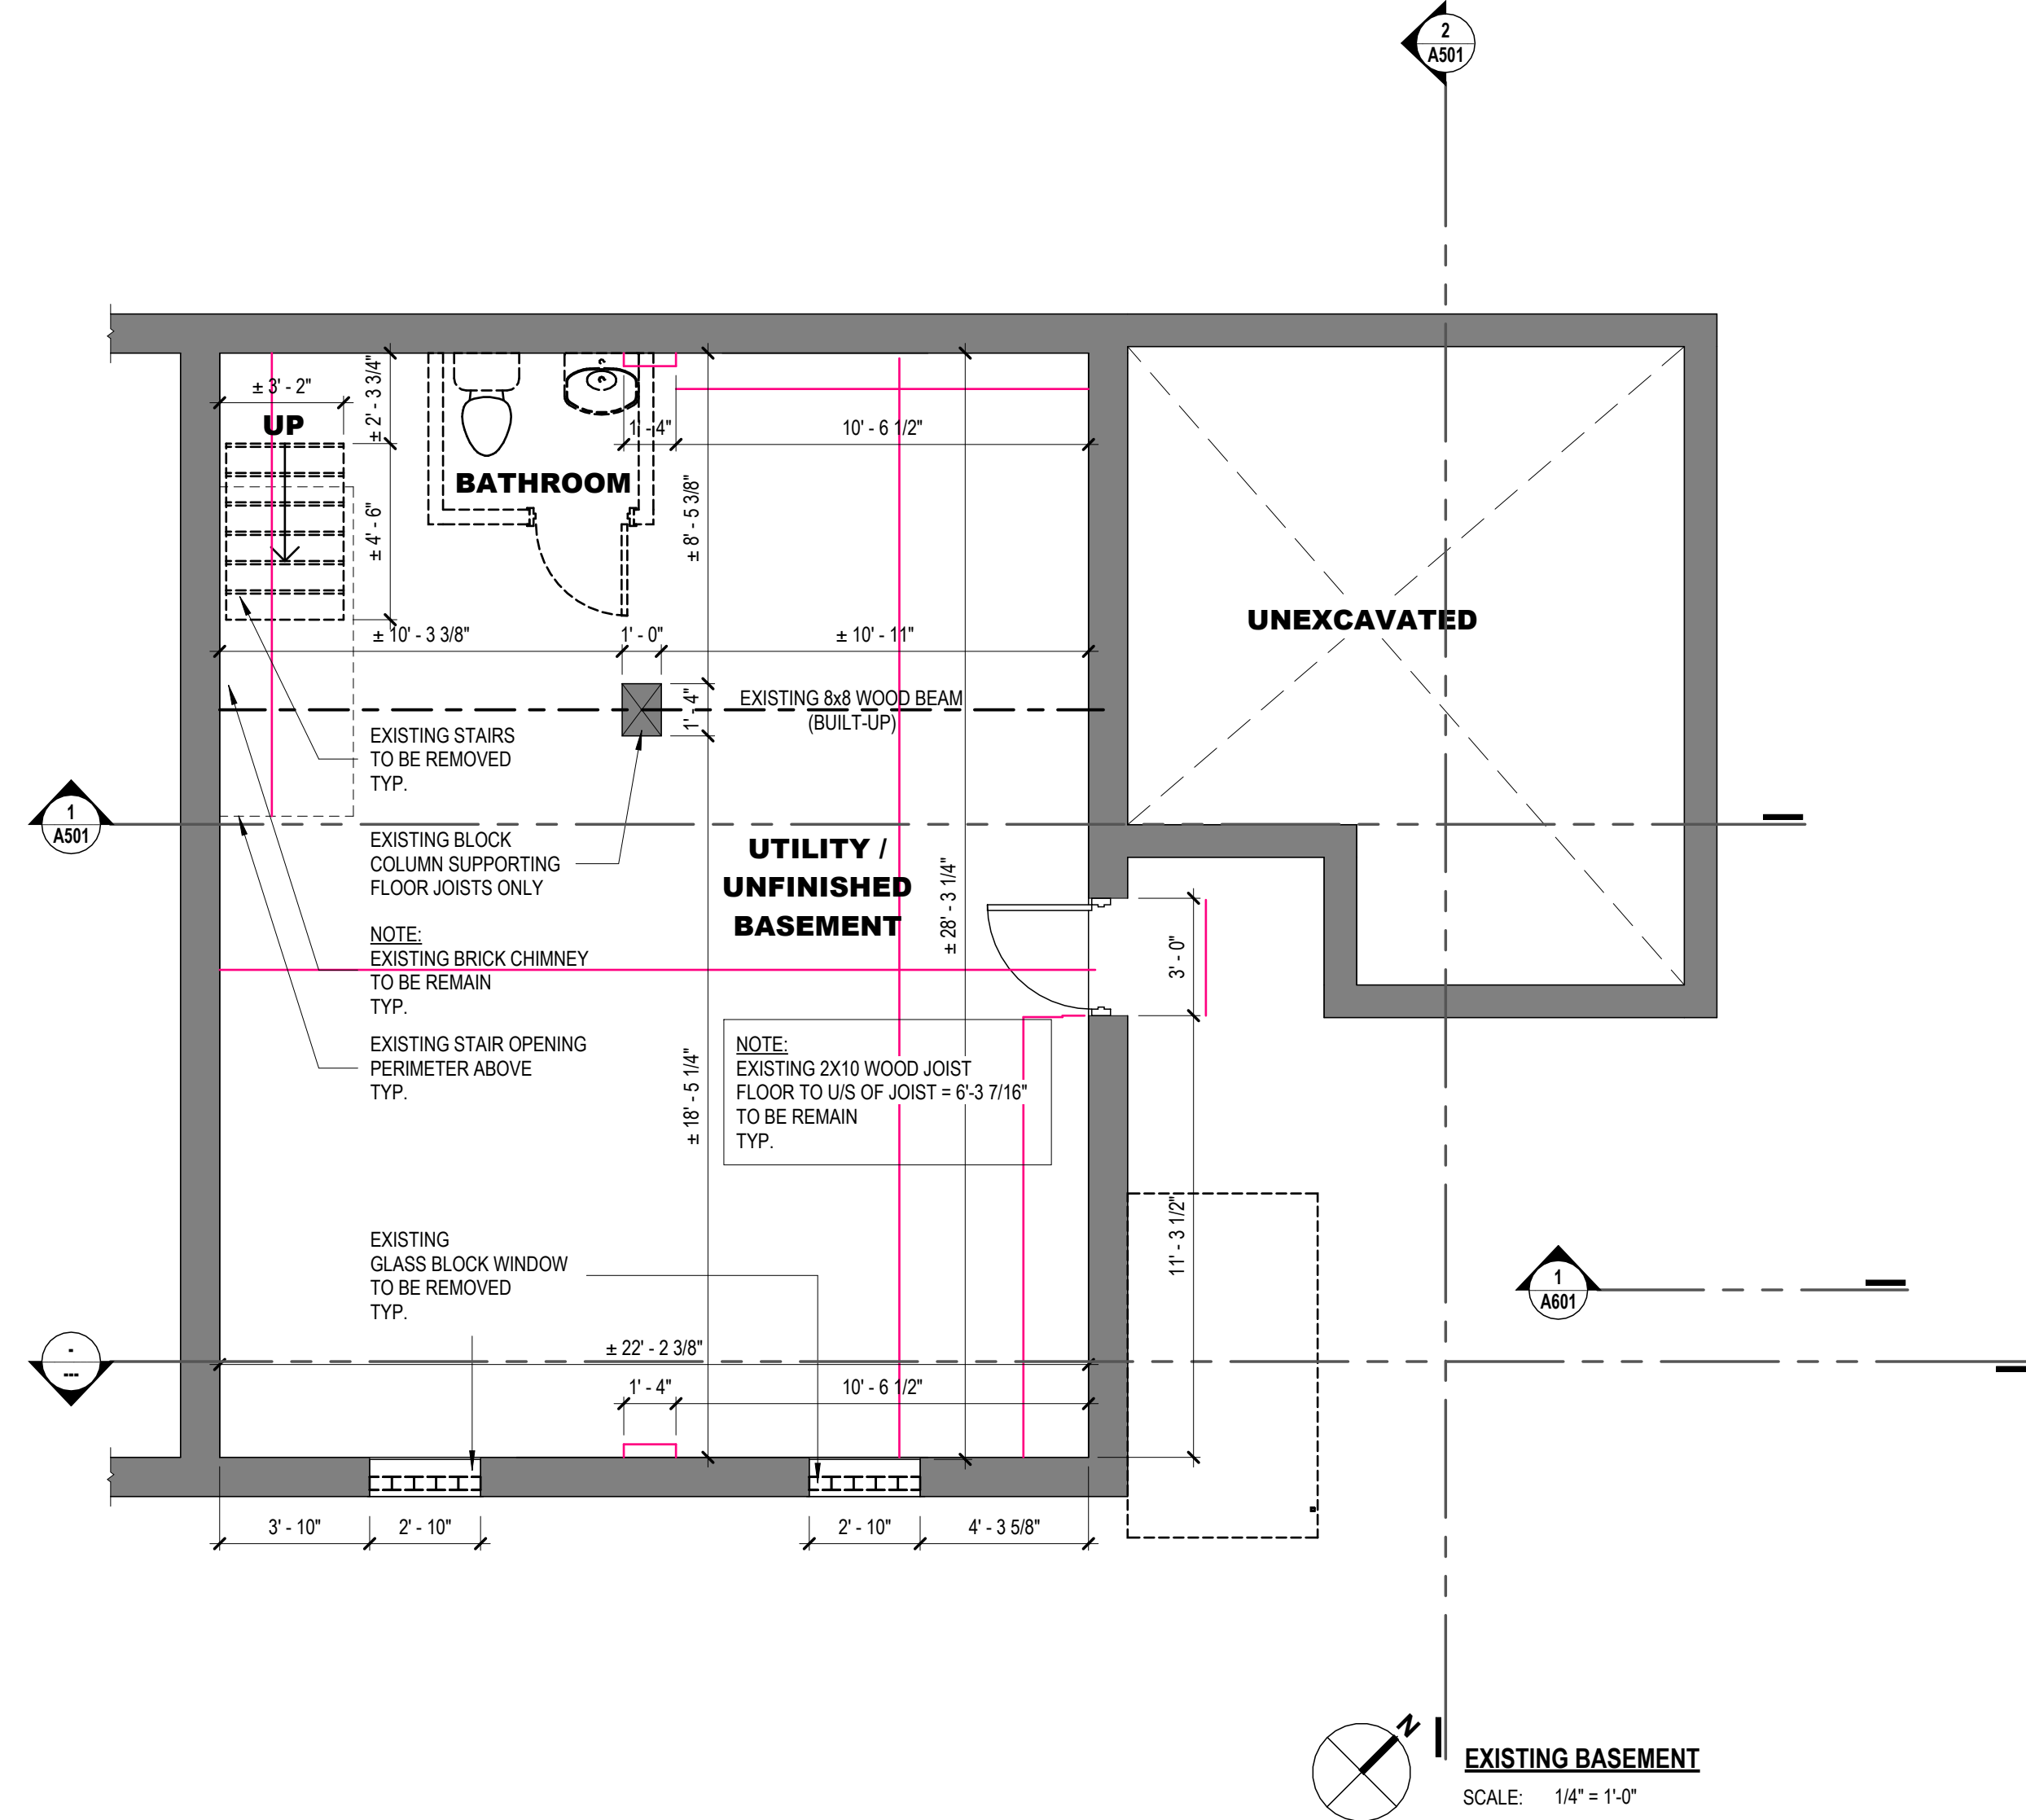 2
A501
± 3' - 2"
UP
± 2' - 3 3/4"
± 4' - 6"
BATHROOM
1' - 4"
10' - 6 1/2"
± 8' - 5 3/8"
UNEXCAVATED
± 10' - 3 3/8"
1' - 0"
± 10' - 11"
1' - 4"
EXISTING 8x8 WOOD BEAM
(BUILT-UP)
EXISTING STAIRS
TO BE REMOVED
TYP.
1
A501
EXISTING BLOCK
COLUMN SUPPORTING
FLOOR JOISTS ONLY
UTILITY /
UNFINISHED
BASEMENT
± 28' - 3 1/4"
NOTE:
EXISTING BRICK CHIMNEY
TO BE REMAIN
TYP.
3' - 0"
EXISTING STAIR OPENING
PERIMETER ABOVE
TYP.
± 18' - 5 1/4"
NOTE:
EXISTING 2X10 WOOD JOIST
FLOOR TO U/S OF JOIST = 6'-3 7/16"
TO BE REMAIN
TYP.
11' - 3 1/2"
EXISTING
GLASS BLOCK WINDOW
TO BE REMOVED
TYP.
1
A601
-
---
± 22' - 2 3/8"
1' - 4"
10' - 6 1/2"
3' - 10"
2' - 10"
2' - 10"
4' - 3 5/8"
N
EXISTING BASEMENT
SCALE: 1/4" = 1'-0"